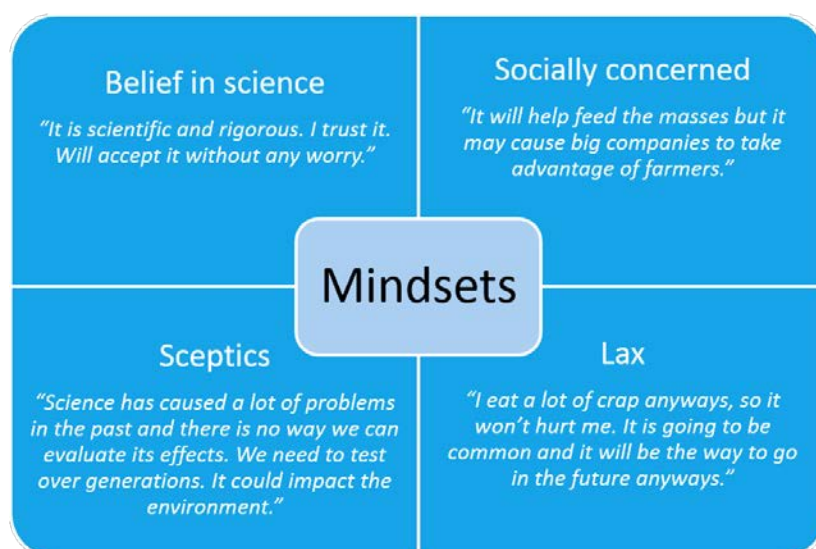 Belief in science
“It is scientific and rigorous. I trust it.
Will accept it without any worry.”
Socially concerned
“It will help feed the masses but it
may cause big companies to take
advantage of farmers.”
Mindsets
Sceptics
“Science has caused a lot of problems
in the past and there is no way we can
evaluate its effects. We need to test
over generations. It could impact the
environment.”
Lax
“I eat a lot of crap anyways, so it
won’t hurt me. It is going to be
common and it will be the way to go
in the future anyways.”